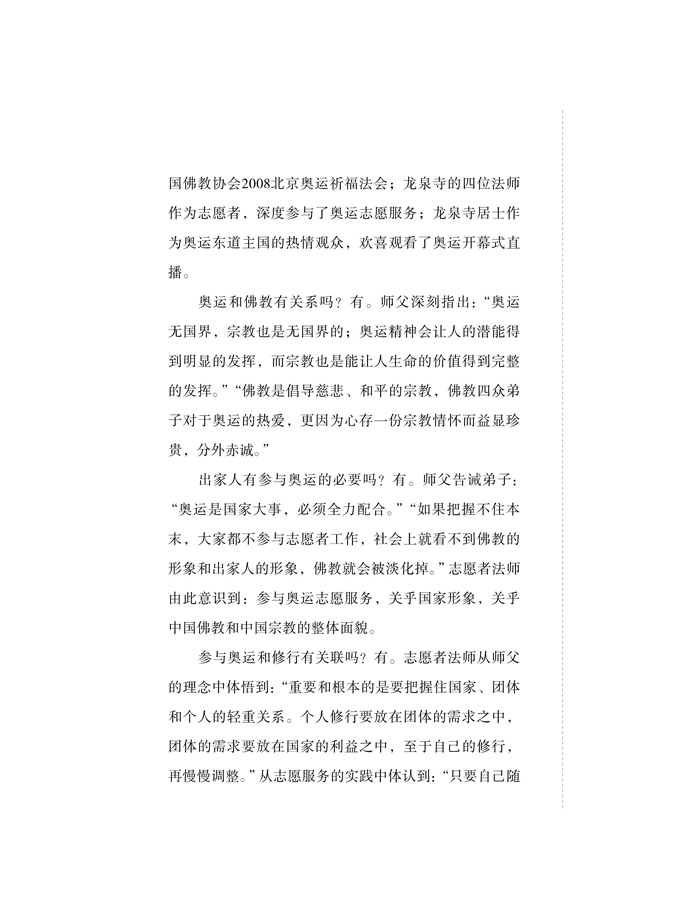 国佛教协会2008北京奥运祈福法会；龙泉寺的四位法师
作为志愿者，深度参与了奥运志愿服务；龙泉寺居士作
为奥运东道主国的热情观众，欢喜观看了奥运开幕式直
播。
奥运和佛教有关系吗？有。师父深刻指出：“奥运
无国界，宗教也是无国界的；奥运精神会让人的潜能得
到明显的发挥，而宗教也是能让人生命的价值得到完整
的发挥。”“佛教是倡导慈悲、和平的宗教，佛教四众弟
子对于奥运的热爱，更因为心存一份宗教情怀而益显珍
贵，分外赤诚。”
出家人有参与奥运的必要吗？有。师父告诫弟子：
“奥运是国家大事，必须全力配合。”“如果把握不住本
末，大家都不参与志愿者工作，社会上就看不到佛教的
形象和出家人的形象，佛教就会被淡化掉。”志愿者法师
由此意识到：参与奥运志愿服务，关乎国家形象，关乎
中国佛教和中国宗教的整体面貌。
参与奥运和修行有关联吗？有。志愿者法师从师父
的理念中体悟到：“重要和根本的是要把握住国家、团体
和个人的轻重关系。个人修行要放在团体的需求之中，
团体的需求要放在国家的利益之中，至于自己的修行，
再慢慢调整。”从志愿服务的实践中体认到：“只要自己随